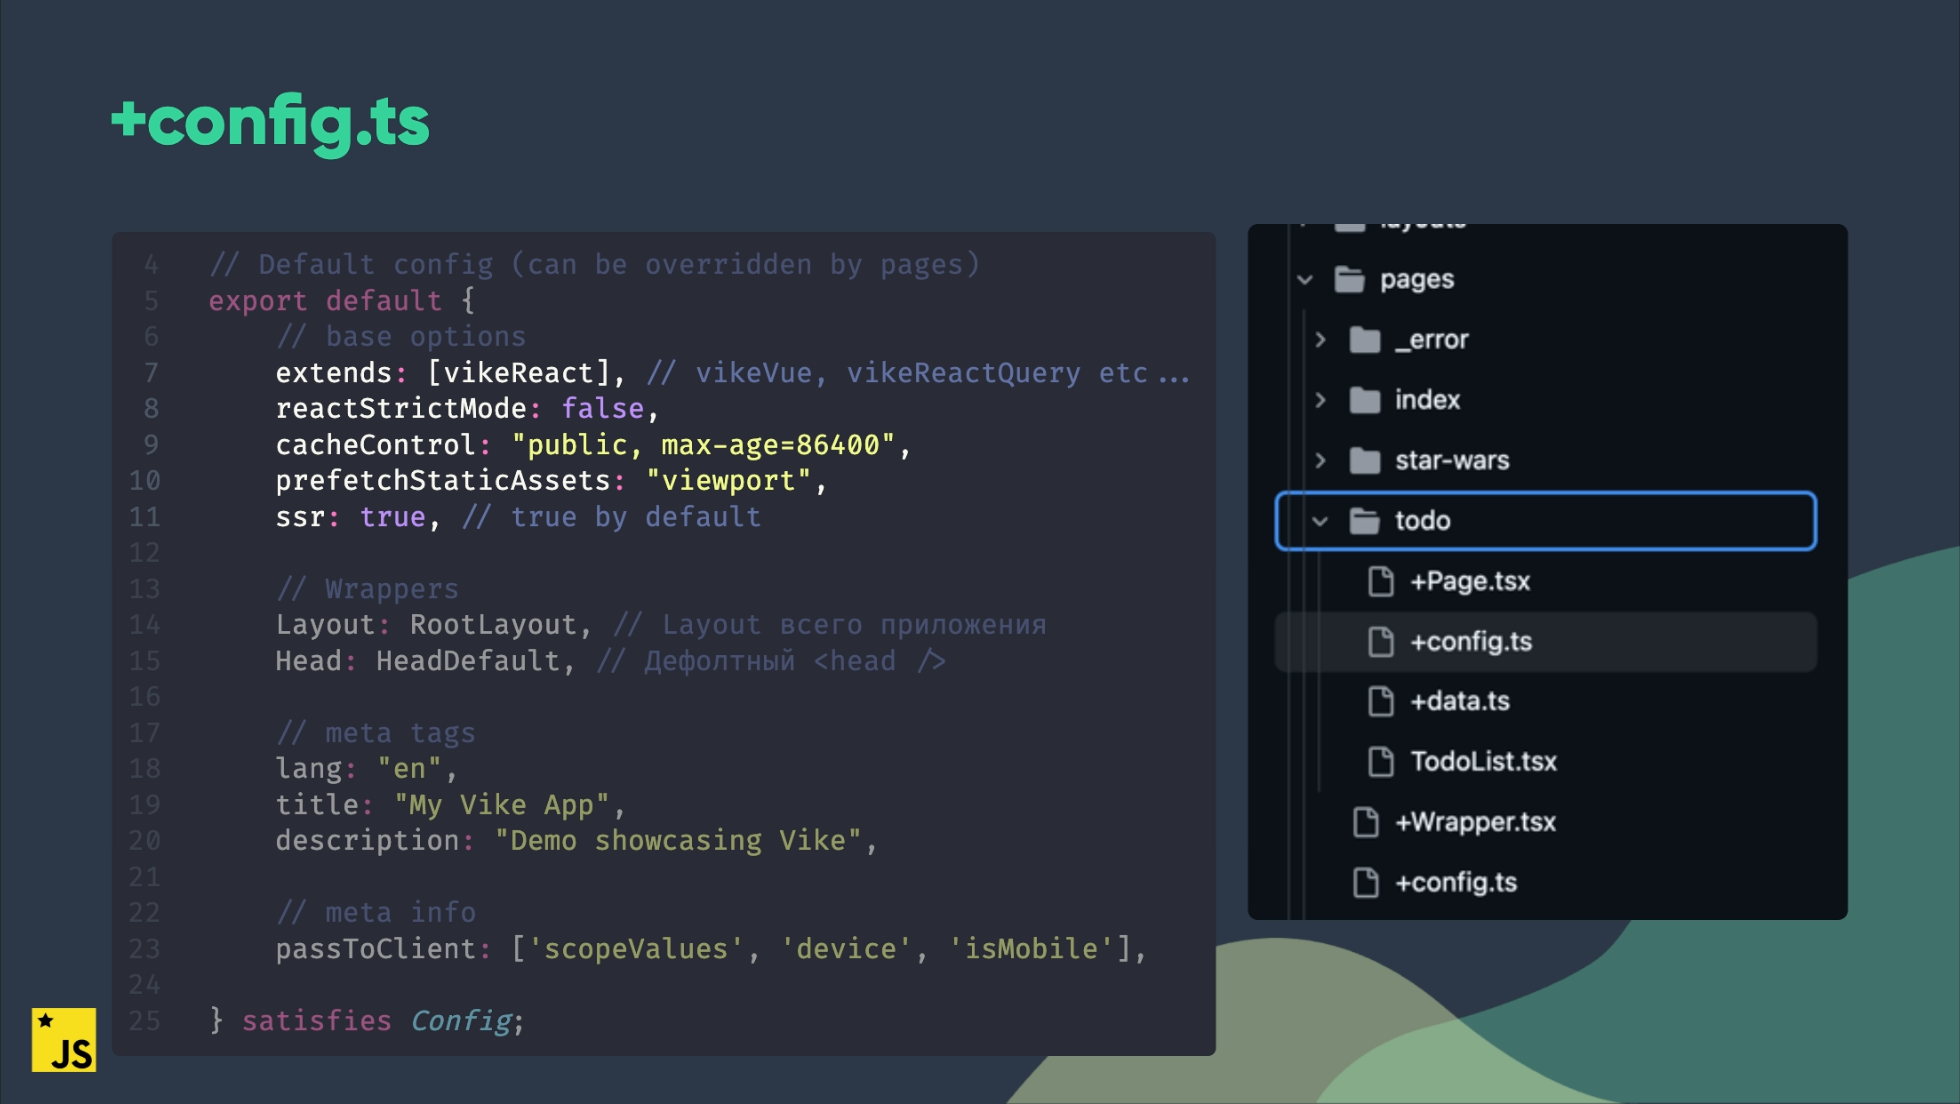 +config.ts
4 // Default config (can be overridden by pages)
5 export default {
6 // base options
7 extends: [vikeReact], // vikeVue, vikeReactQuery etc...
8 reactStrictMode: false,
9 cacheControl: "public, max-age=86400",
10 prefetchStaticAssets: "viewport",
11 ssr: true, // true by default
12
13 // Wrappers
14 Layout: RootLayout, // Layout всего приложения
15 Head: HeadDefault, // Дефолтный <head />
16
17 // meta tags
18 lang: "en",
19 title: "My Vike App",
20 description: "Demo showcasing Vike",
21
22 // meta info
23 passToClient: ['scopeValues', 'device', 'isMobile'],
24
25 } satisfies Config;
layouts
pages
_error
index
star-wars
todo
+Page.tsx
+config.ts
+data.ts
TodoList.tsx
+Wrapper.tsx
+config.ts
JS